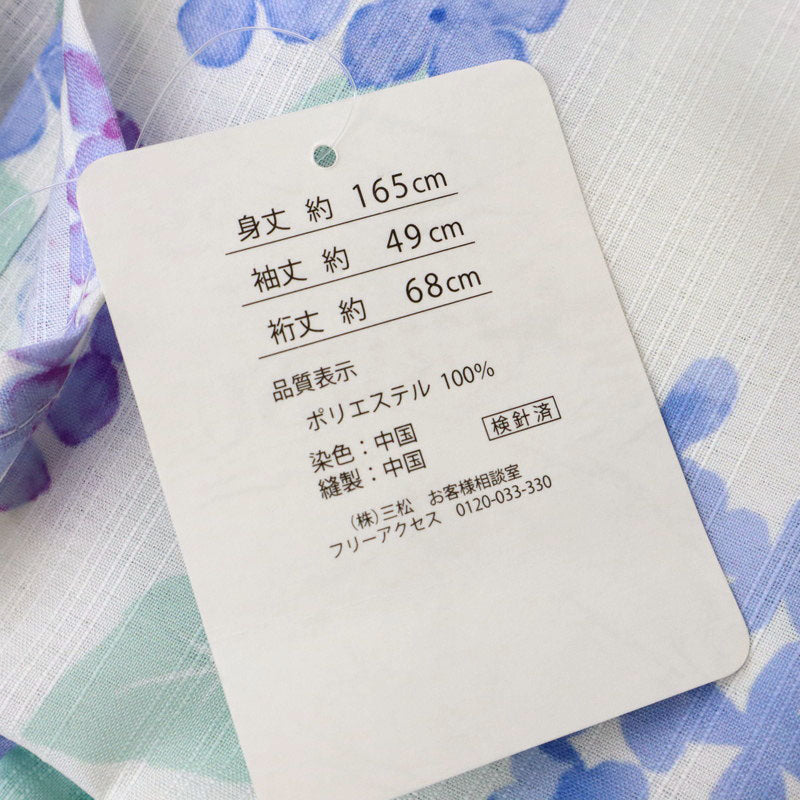 身丈 約 165cm
袖丈 約 49cm
裄丈 約 68cm
品質表示
ポリエステル 100%
染色：中国
縫製：中国
検針済
（株）三松 お客様相談室
フリーアクセス 0120-033-330